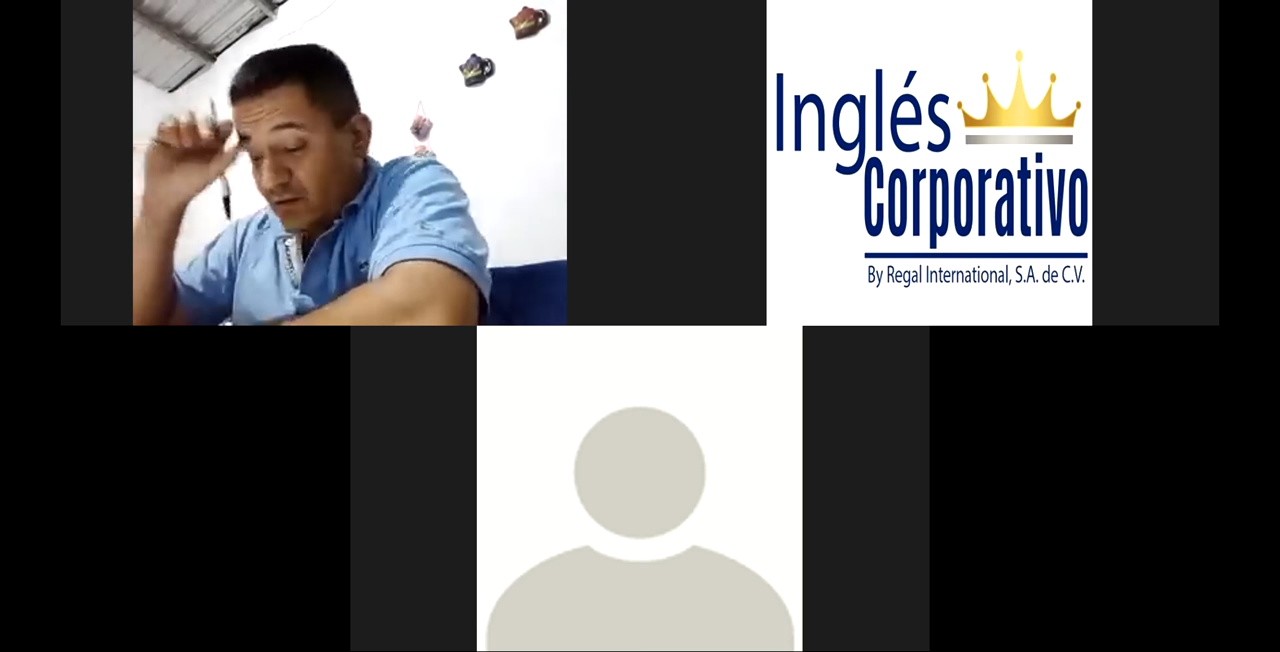 Inglés
Corporativo
By Regal International, S.A. de C.V.